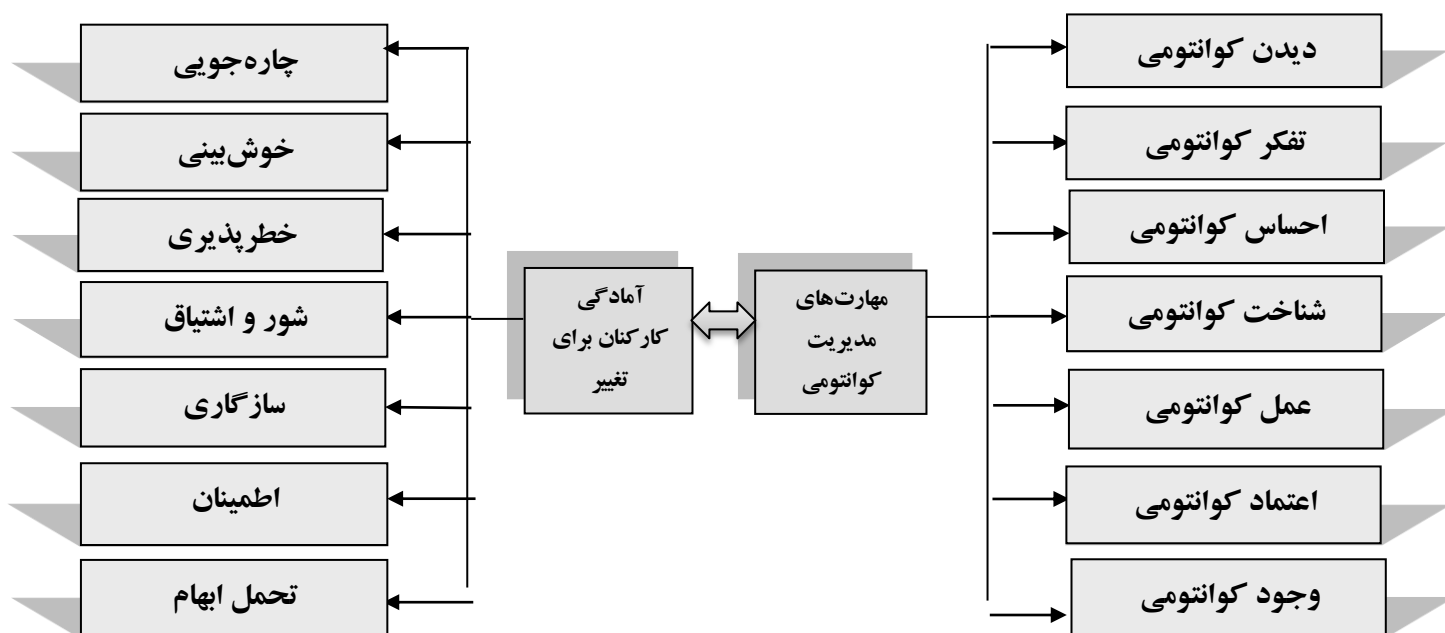 دیدن کوانتومی
تفکر کوانتومی
احساس کوانتومی
شناخت کوانتومی
عمل کوانتومی
اعتماد کوانتومی
وجود کوانتومی
مهارت‌های
مدیریت
کوانتومی
آمادگی
کارکنان برای
تغییر
چاره‌جویی
خوش‌بینی
خطرپذیری
شور و اشتیاق
سازگاری
اطمینان
تحمل ابهام